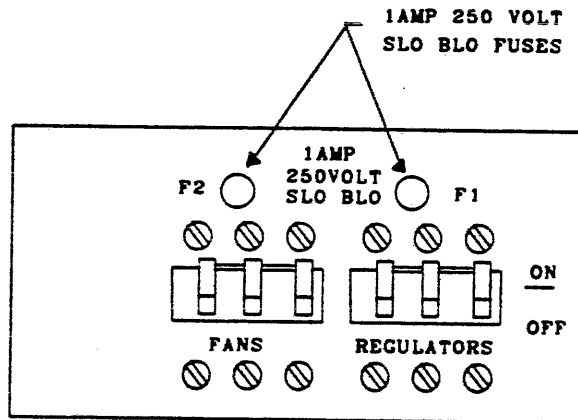 1AMP 250 VOLT
SLO BLO FUSES
1AMP
250VOLT
SLO BLO
F2
F1
ON
OFF
FANS
REGULATORS